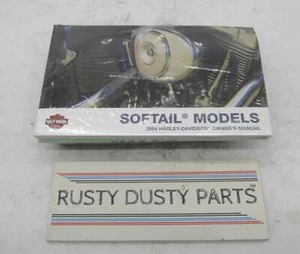 SOFTAIL® MODELS
2004 HARLEY-DAVIDSON® OWNER'S MANUAL
RUSTY DUSTY PARTS